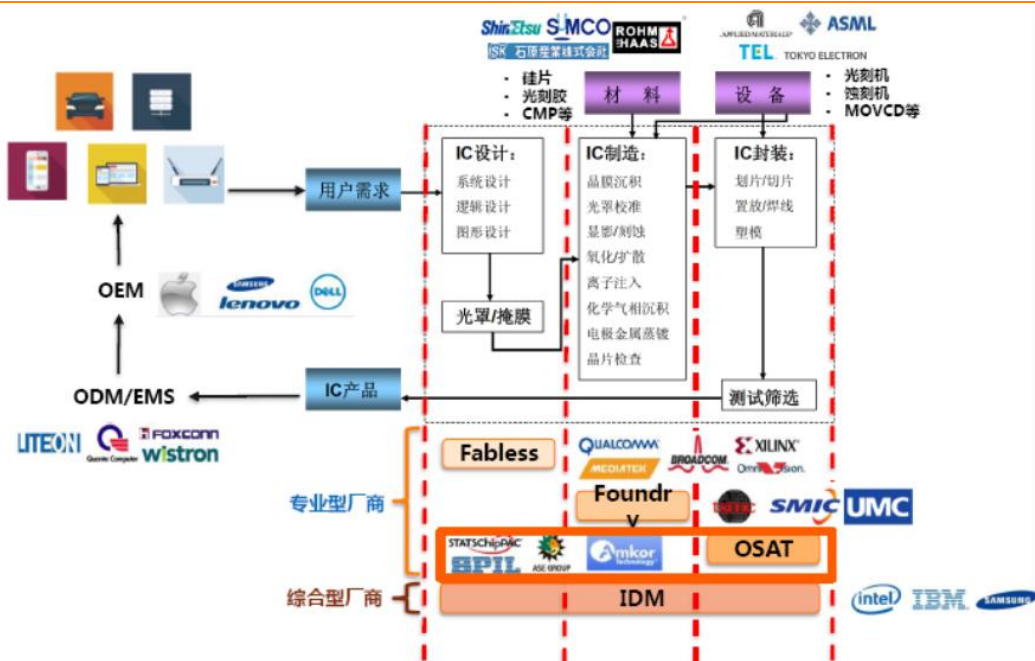 ShinEtsu SUMCO ROHM HAAS
ISK 石原産業株式会社
APPLIED MATERIALS ASML
TEL TOKYO ELECTRON
· 硅片
· 光刻胶
· CMP等
材 料
设 备
· 光刻机
· 蚀刻机
· MOVCD等
用户需求
IC设计：
系统设计
逻辑设计
图形设计
光罩/掩膜
IC制造：
晶膜沉积
光罩校准
显影/刻蚀
氧化/扩散
离子注入
化学气相沉积
电极金属蒸镀
晶片检查
IC封装：
划片/切片
置放/焊线
塑模
测试筛选
IC产品
OEM
SAMSUNG
lenovo
DELL
ODM/EMS
LITEON
Quanta Computer
FOXCONN
wistron
专业型厂商
Fabless
QUALCOMM
MEDIATEK
BROADCOM
XILINX
OmniVision.
Foundr
y
SMIC
UMC
STATSChipPAC
SPIL
ASE GROUP
Amkor
Technology
OSAT
综合型厂商
IDM
intel
IBM
SAMSUNG